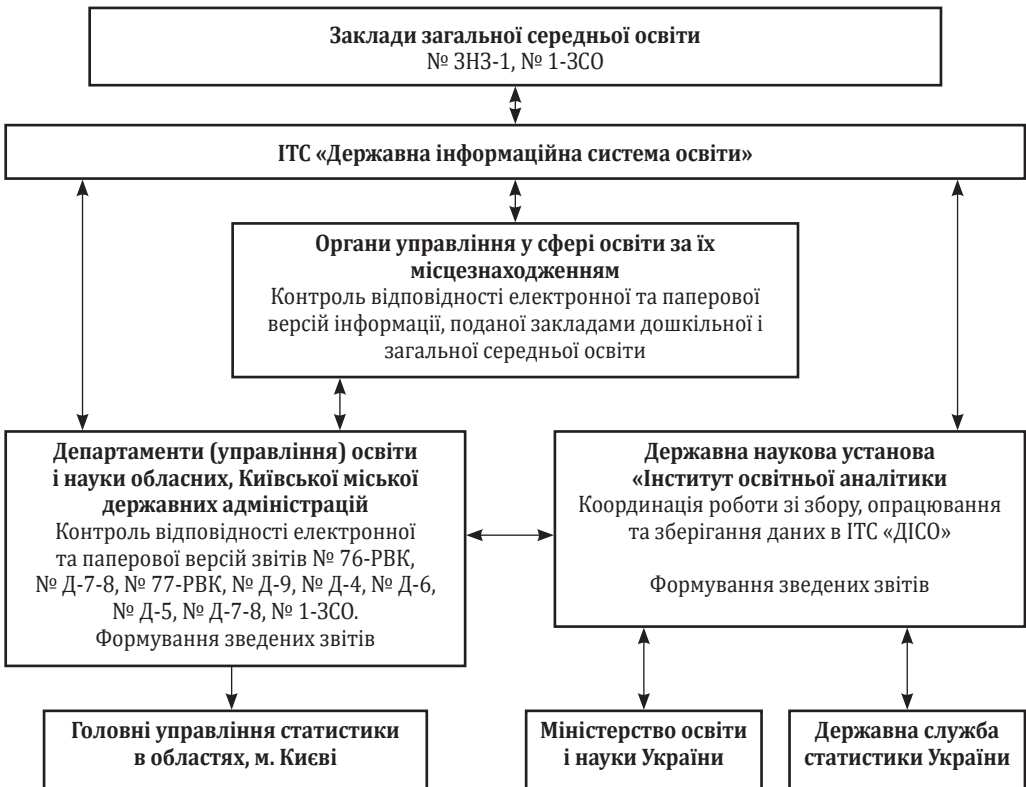 Заклади загальної середньої освіти
№ ЗНЗ-1, № 1-ЗСО
ІТС «Державна інформаційна система освіти»
Органи управління у сфері освіти за їх
місцезнаходженням
Контроль відповідності електронної та паперової
версій інформації, поданої закладами дошкільної і
загальної середньої освіти
Департаменти (управління) освіти
і науки обласних, Київської міської
державних адміністрацій
Контроль відповідності електронної
та паперової версій звітів № 76-РВК,
№ Д-7-8, № 77-РВК, № Д-9, № Д-4, № Д-6,
№ Д-5, № Д-7-8, № 1-ЗСО.
Формування зведених звітів
Державна наукова установа
«Інститут освітньої аналітики
Координація роботи зі збору, опрацювання
та зберігання даних в ІТС «ДІСО»
Формування зведених звітів
Головні управління статистики
в областях, м. Києві
Міністерство освіти
і науки України
Державна служба
статистики України